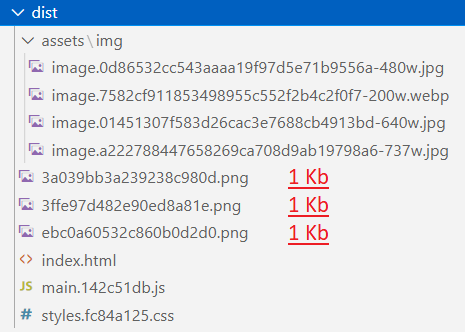 dist
assets\img
image.0d86532cc543aaaa19f97d5e71b9556a-480w.jpg
image.7582cf911853498955c552f2b4c2f0f7-200w.webp
image.01451307f583d26cac3e7688cb4913bd-640w.jpg
image.a222788447658269ca708d9ab19798a6-737w.jpg
3a039bb3a239238c980d.png 1 Kb
3ffe97d482e90ed8a81e.png 1 Kb
ebc0a60532c860b0d2d0.png 1 Kb
<> index.html
JS main.142c51db.js
# styles.fc84a125.css